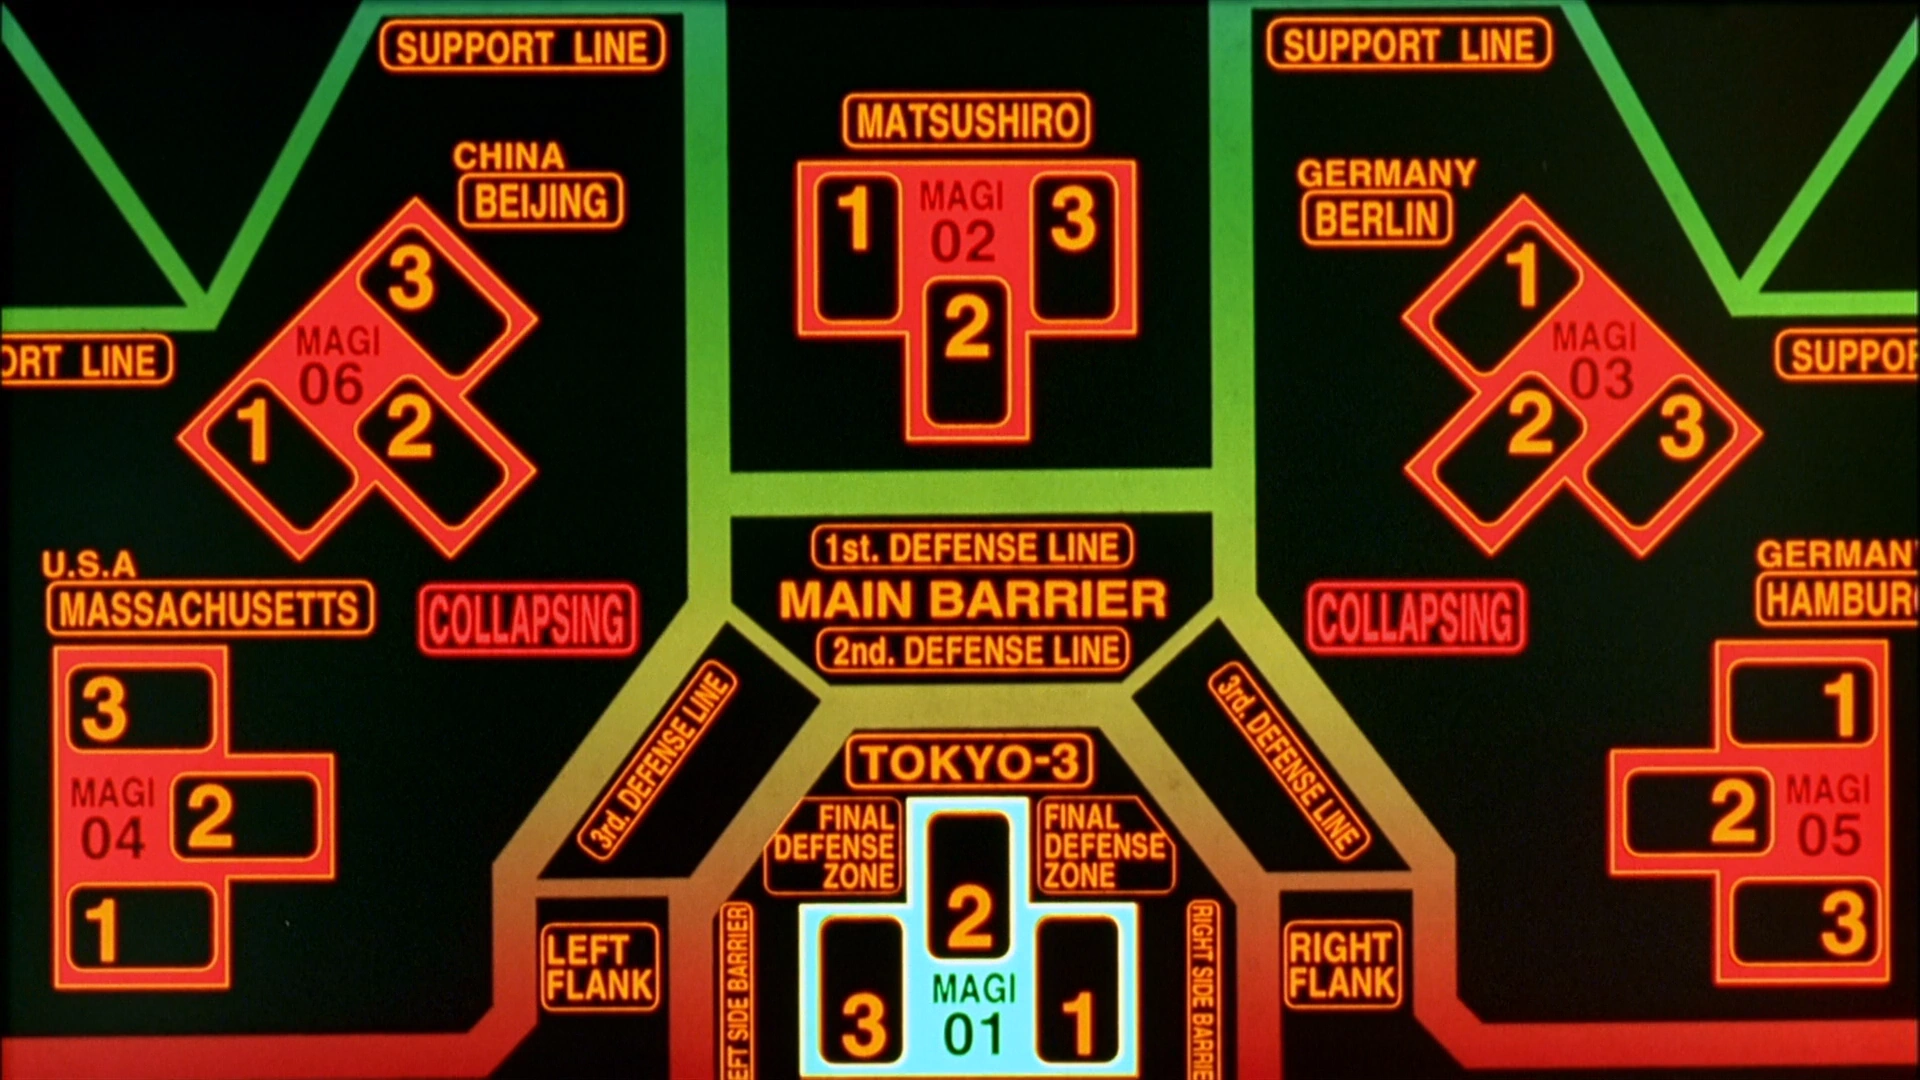 SUPPORT LINE
SUPPORT LINE
MATSUSHIRO
CHINA
BEIJING
GERMANY
BERLIN
1
MAGI
02
3
2
3
MAGI
06
1
2
1
MAGI
03
2
3
ORT LINE
SUPPOR
1st. DEFENSE LINE
MAIN BARRIER
2nd. DEFENSE LINE
U.S.A
MASSACHUSETTS
COLLAPSING
COLLAPSING
GERMAN
HAMBUR
3
MAGI
04
2
1
3rd. DEFENSE LINE
3rd. DEFENSE LINE
1
2
MAGI
05
3
TOKYO-3
FINAL
DEFENSE
ZONE
FINAL
DEFENSE
ZONE
2
3
MAGI
01
1
LEFT
FLANK
EFT SIDE BARRIER
RIGHT SIDE BARRIE
RIGHT
FLANK